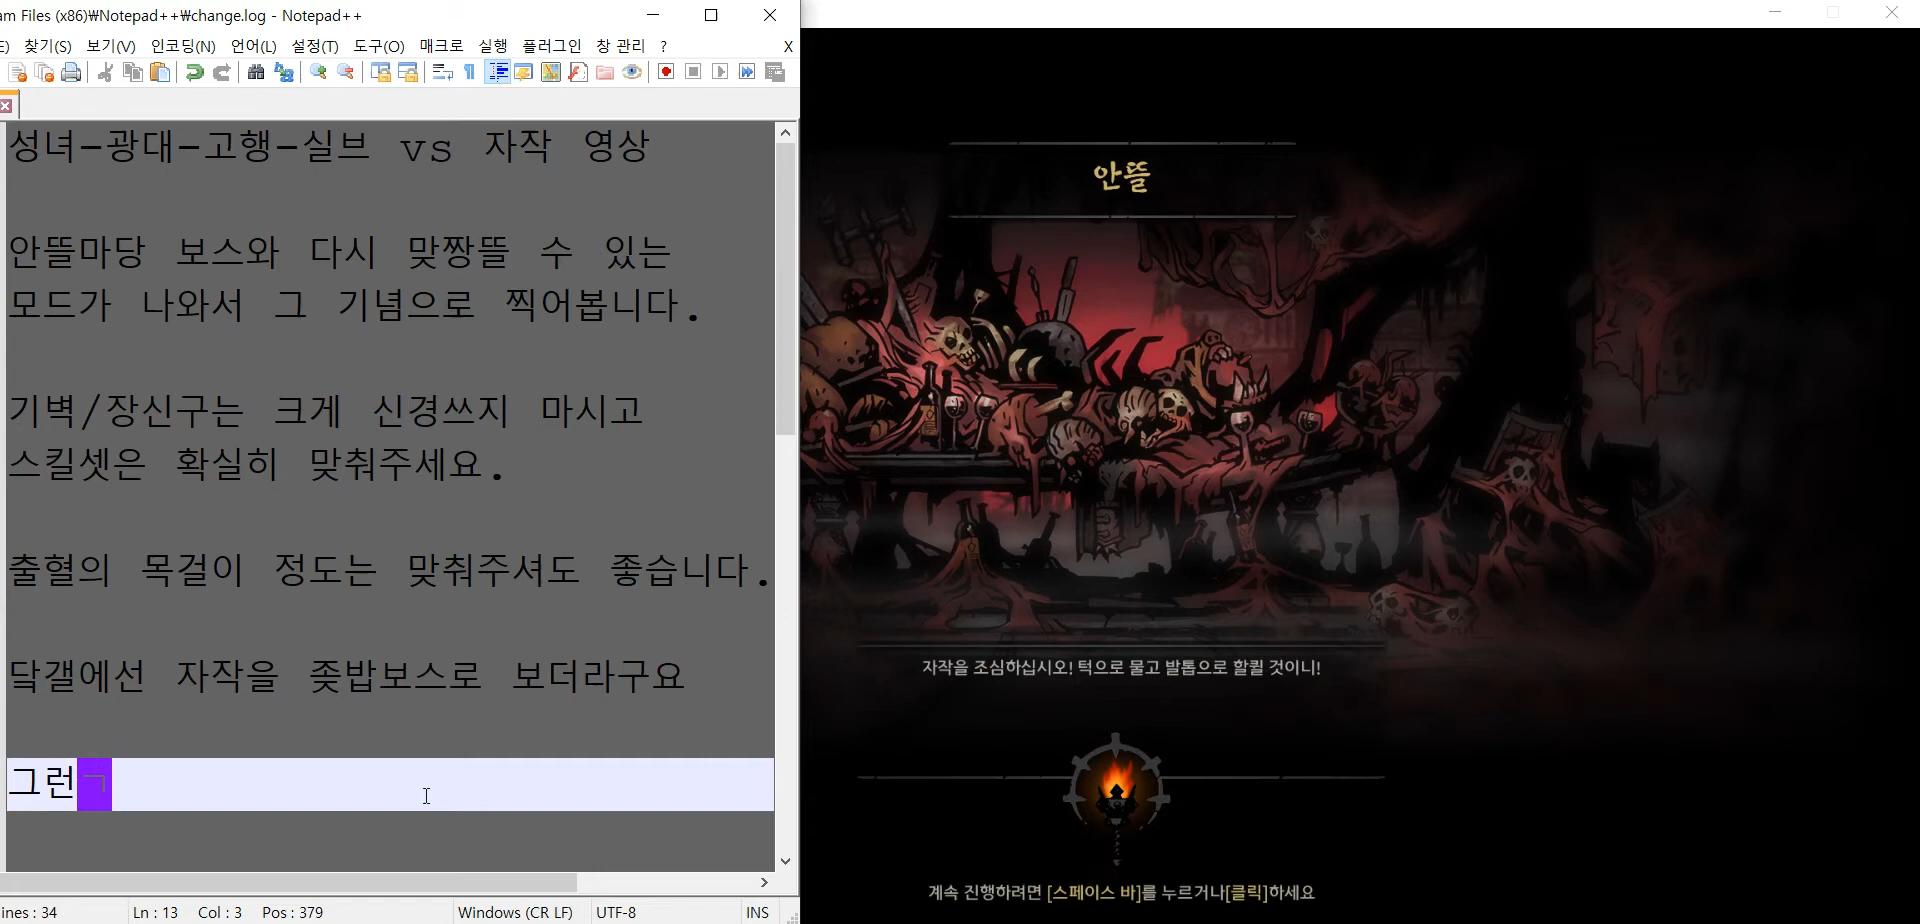 am Files (x86)₩Notepad++₩change.log - Notepad++
E) 찾기(S) 보기(V) 인코딩(N) 언어(L) 설정(T) 도구(O) 매크로 실행 플러그인 창 관리 ? X
성녀-광대-고행-실브 vs 자작 영상
안뜰마당 보스와 다시 맞짱뜰 수 있는
모드가 나와서 그 기념으로 찍어봅니다.
기벽/장신구는 크게 신경쓰지 마시고
스킬셋은 확실히 맞춰주세요.
출혈의 목걸이 정도는 맞춰주셔도 좋습니다.
닥갤에선 자작을 좆밥보스로 보더라구요
그런ㄱ
ines : 34 Ln : 13 Col : 3 Pos : 379 Windows (CR LF) UTF-8 INS
안뜰
자작을 조심하십시오! 턱으로 물고 발톱으로 할퀼 것이니!
계속 진행하려면 [스페이스 바]를 누르거나[클릭]하세요